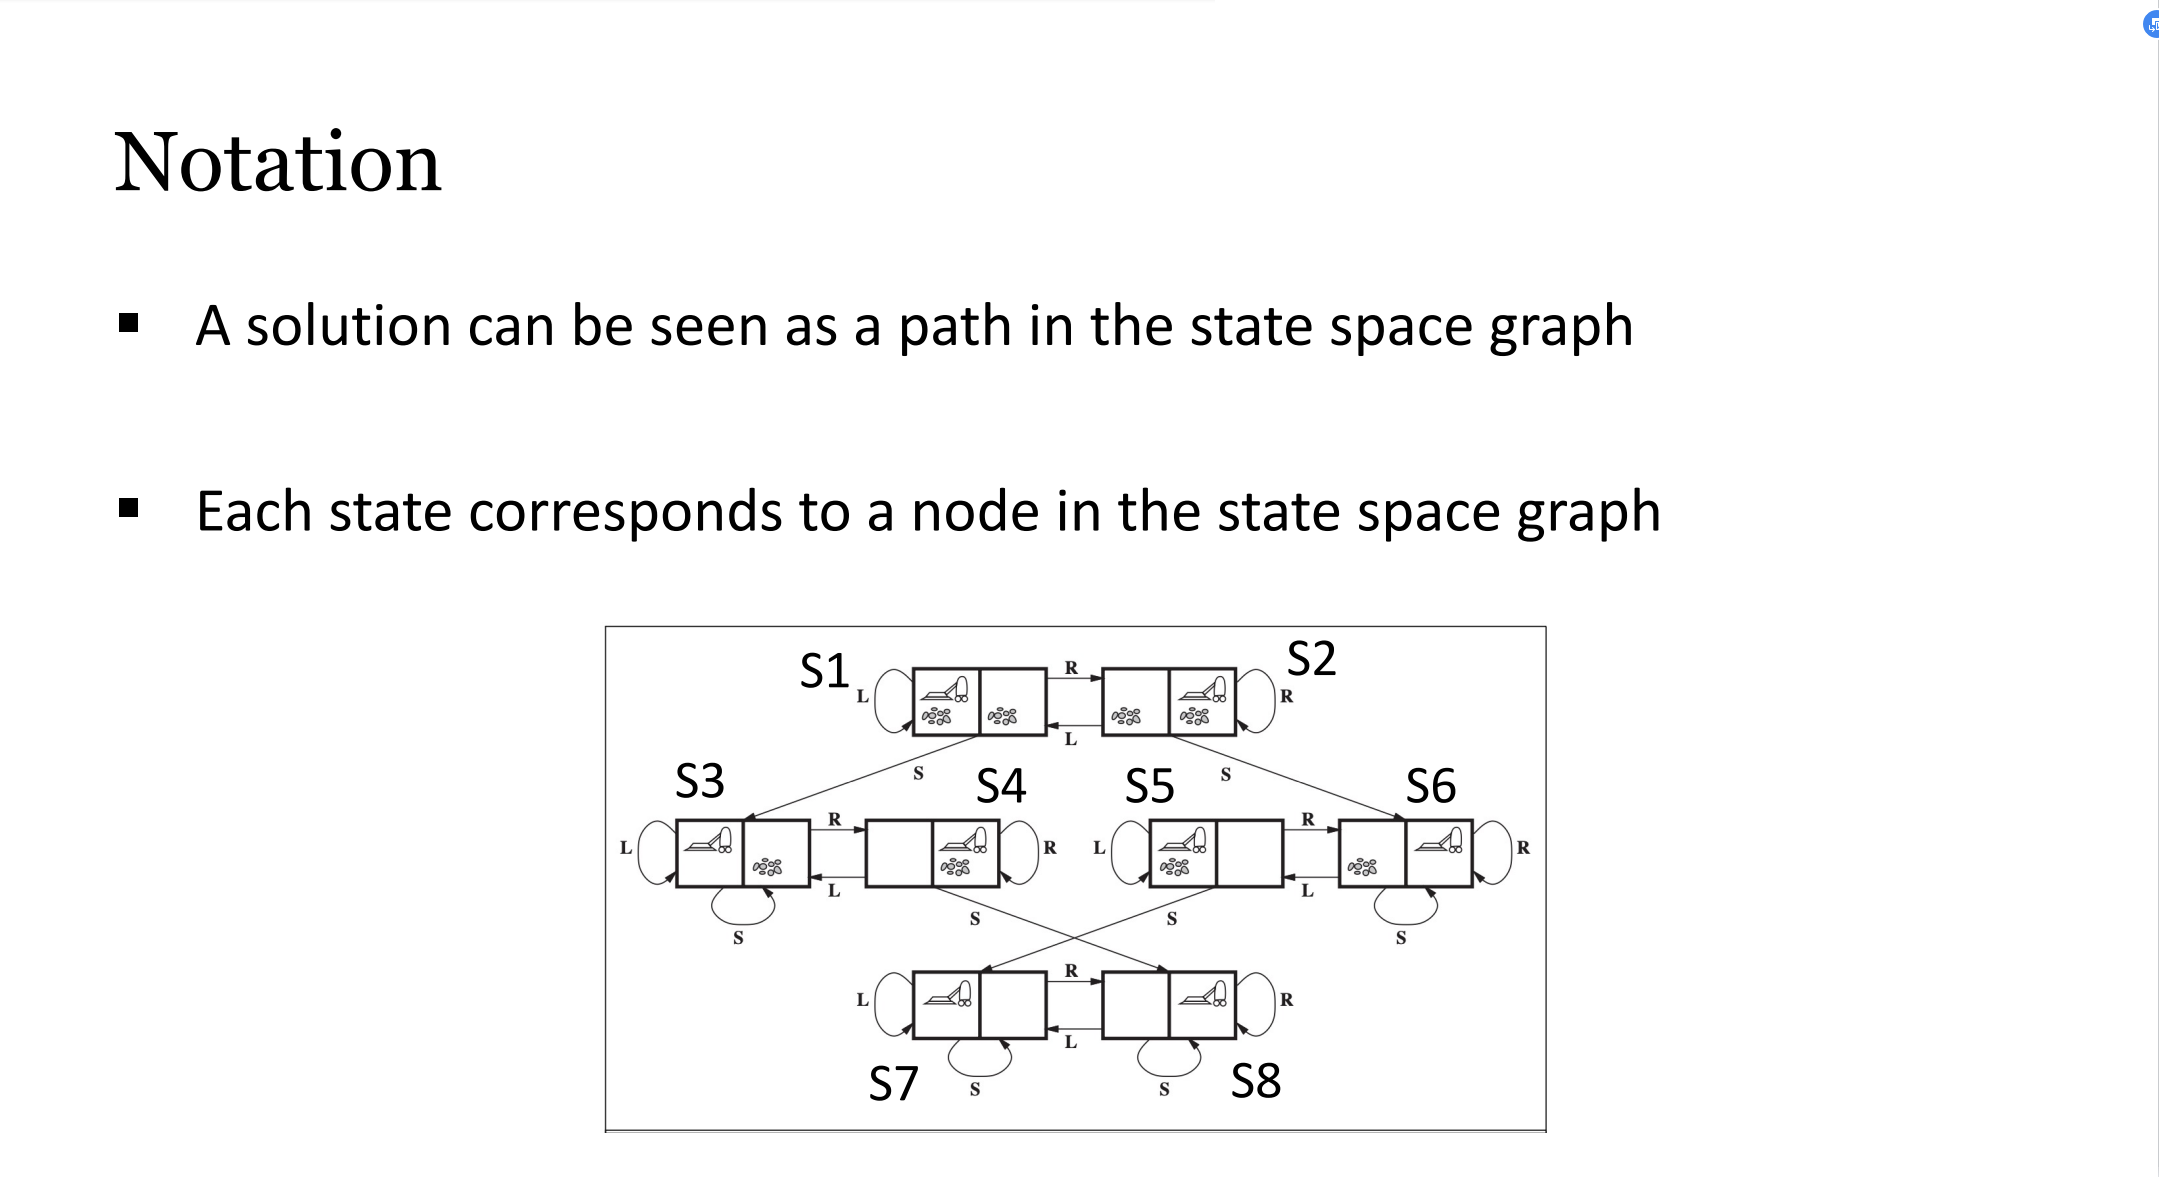 Notation
▪ A solution can be seen as a path in the state space graph
▪ Each state corresponds to a node in the state space graph
S1 L R L S2 R
S S
S3 S4 S5 S6
L R L R L R L R
S S S S
L R L R
S7 S S S8